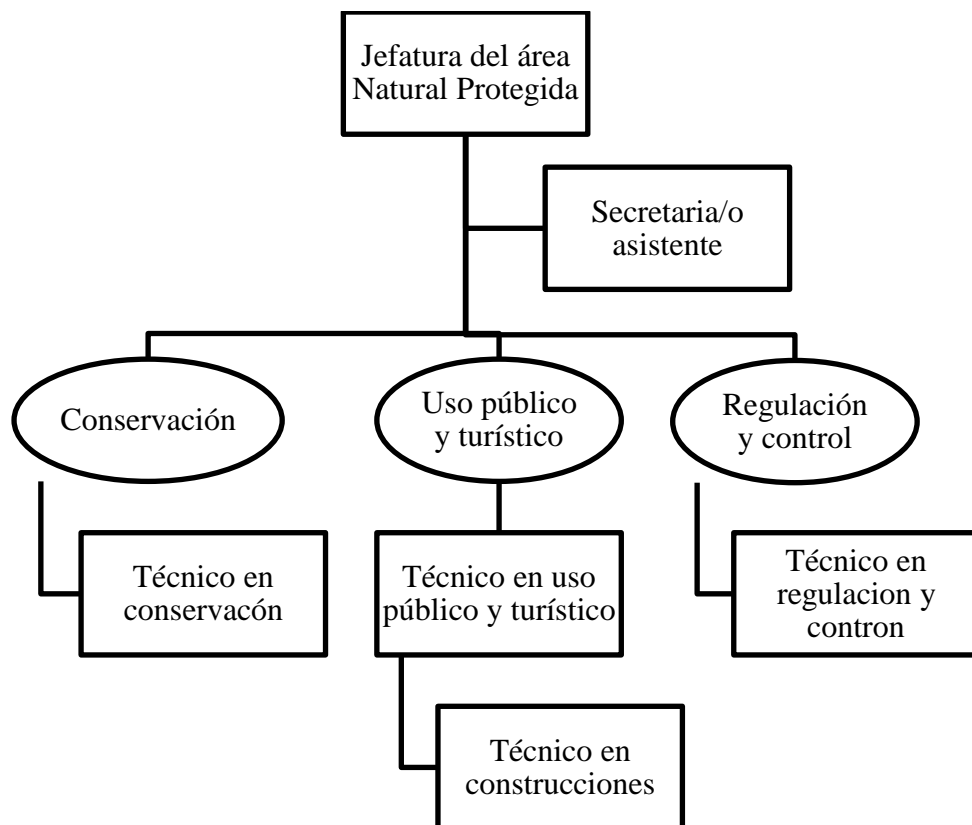 Jefatura del área
Natural Protegida
Secretaria/o
asistente
Conservación
Uso público
y turístico
Regulación
y control
Técnico en
conservacón
Técnico en uso
público y turístico
Técnico en
regulacion y
contron
Técnico en
construcciones